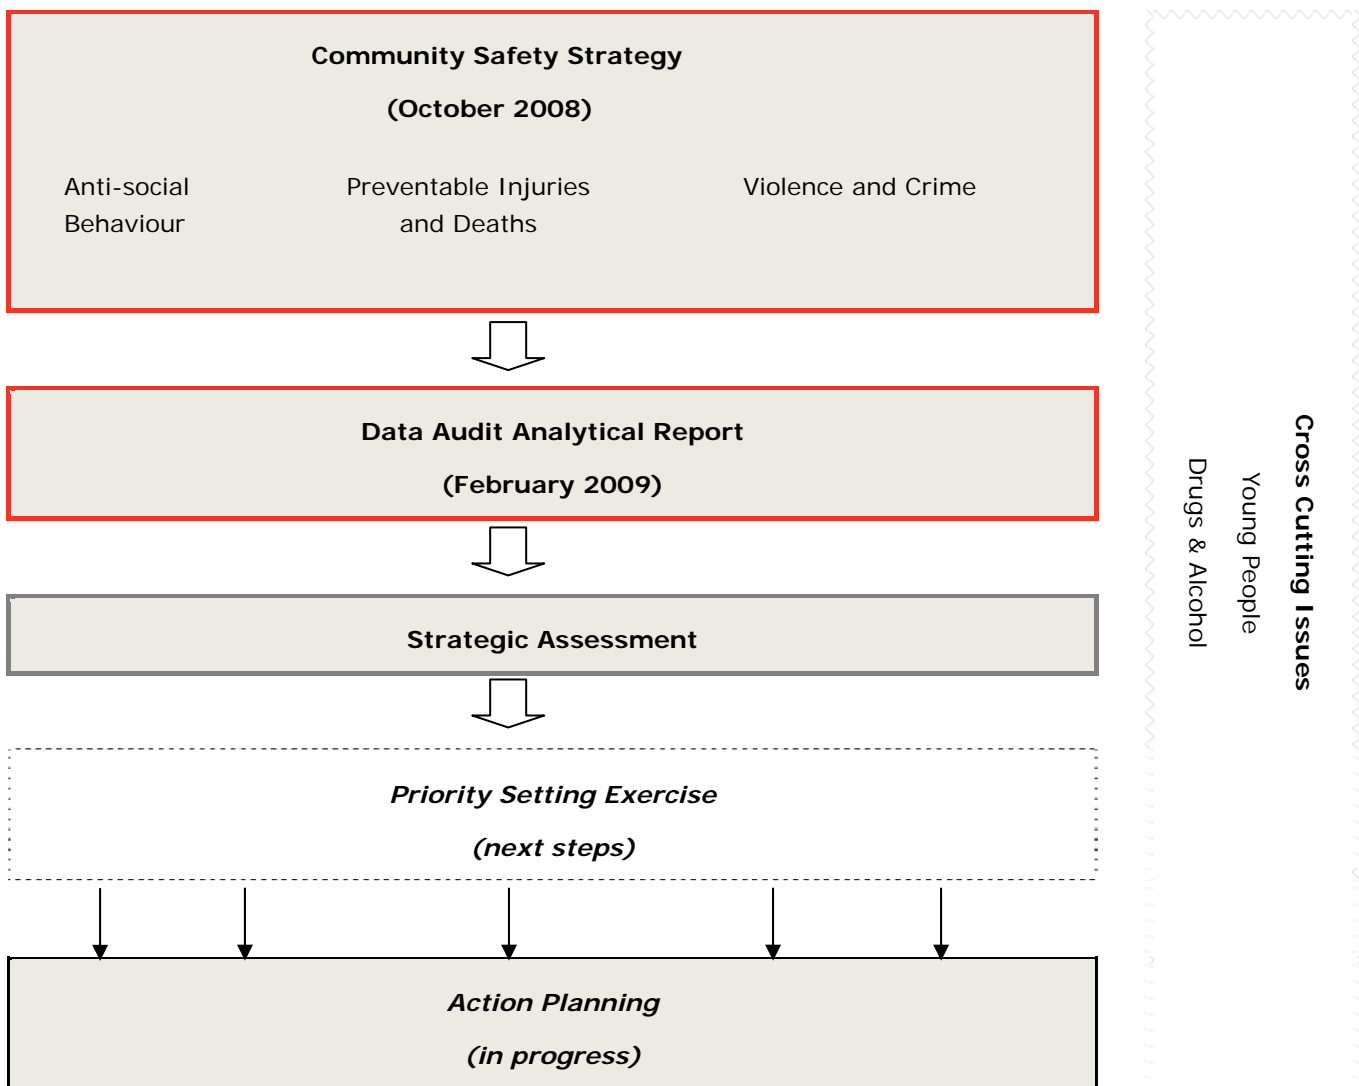 Community Safety Strategy
(October 2008)
Anti-social
Behaviour
Preventable Injuries
and Deaths
Violence and Crime
Data Audit Analytical Report
(February 2009)
Strategic Assessment
Priority Setting Exercise
(next steps)
Action Planning
(in progress)
Cross Cutting Issues
Young People
Drugs & Alcohol